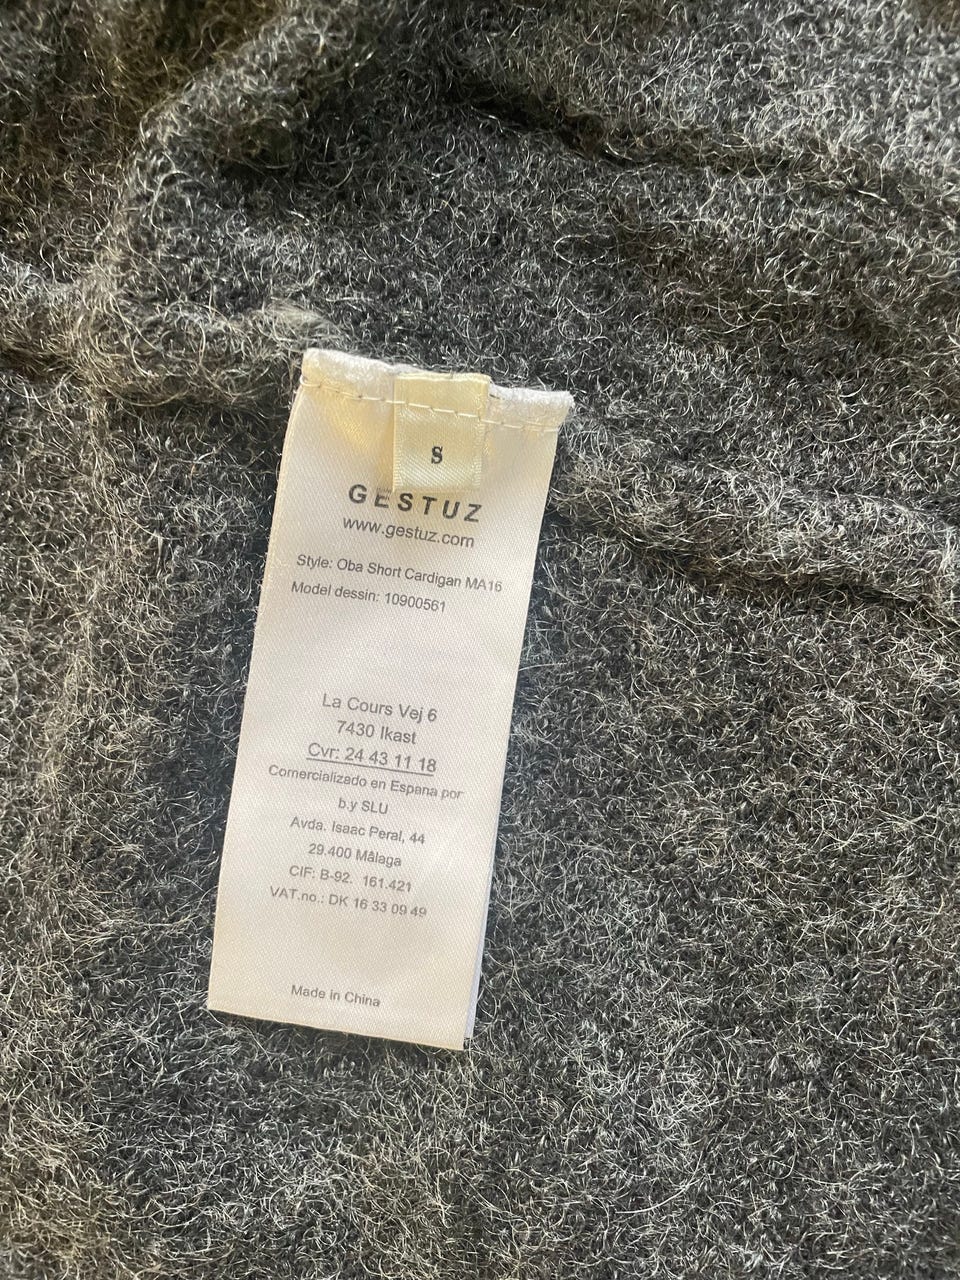 S
GESTUZ
www.gestuz.com
Style: Oba Short Cardigan MA16
Model dessin: 10900561
La Cours Vej 6
7430 Ikast
Cvr: 24 43 11 18
Comercializado en Espana por
b.y SLU
Avda. Isaac Peral, 44
29.400 Mâlaga
CIF: B-92. 161.421
VAT.no.: DK 16 33 09 49
Made in China